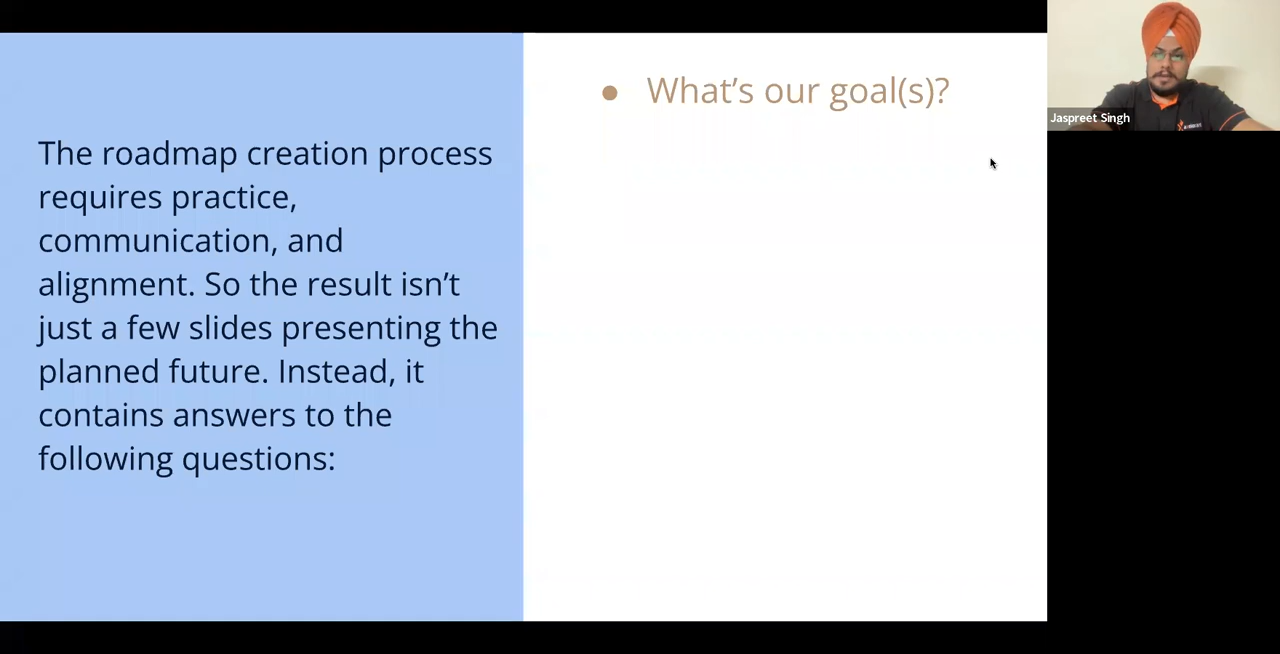 The roadmap creation process
requires practice,
communication, and
alignment. So the result isn’t
just a few slides presenting the
planned future. Instead, it
contains answers to the
following questions:
● What’s our goal(s)?
Jaspreet Singh